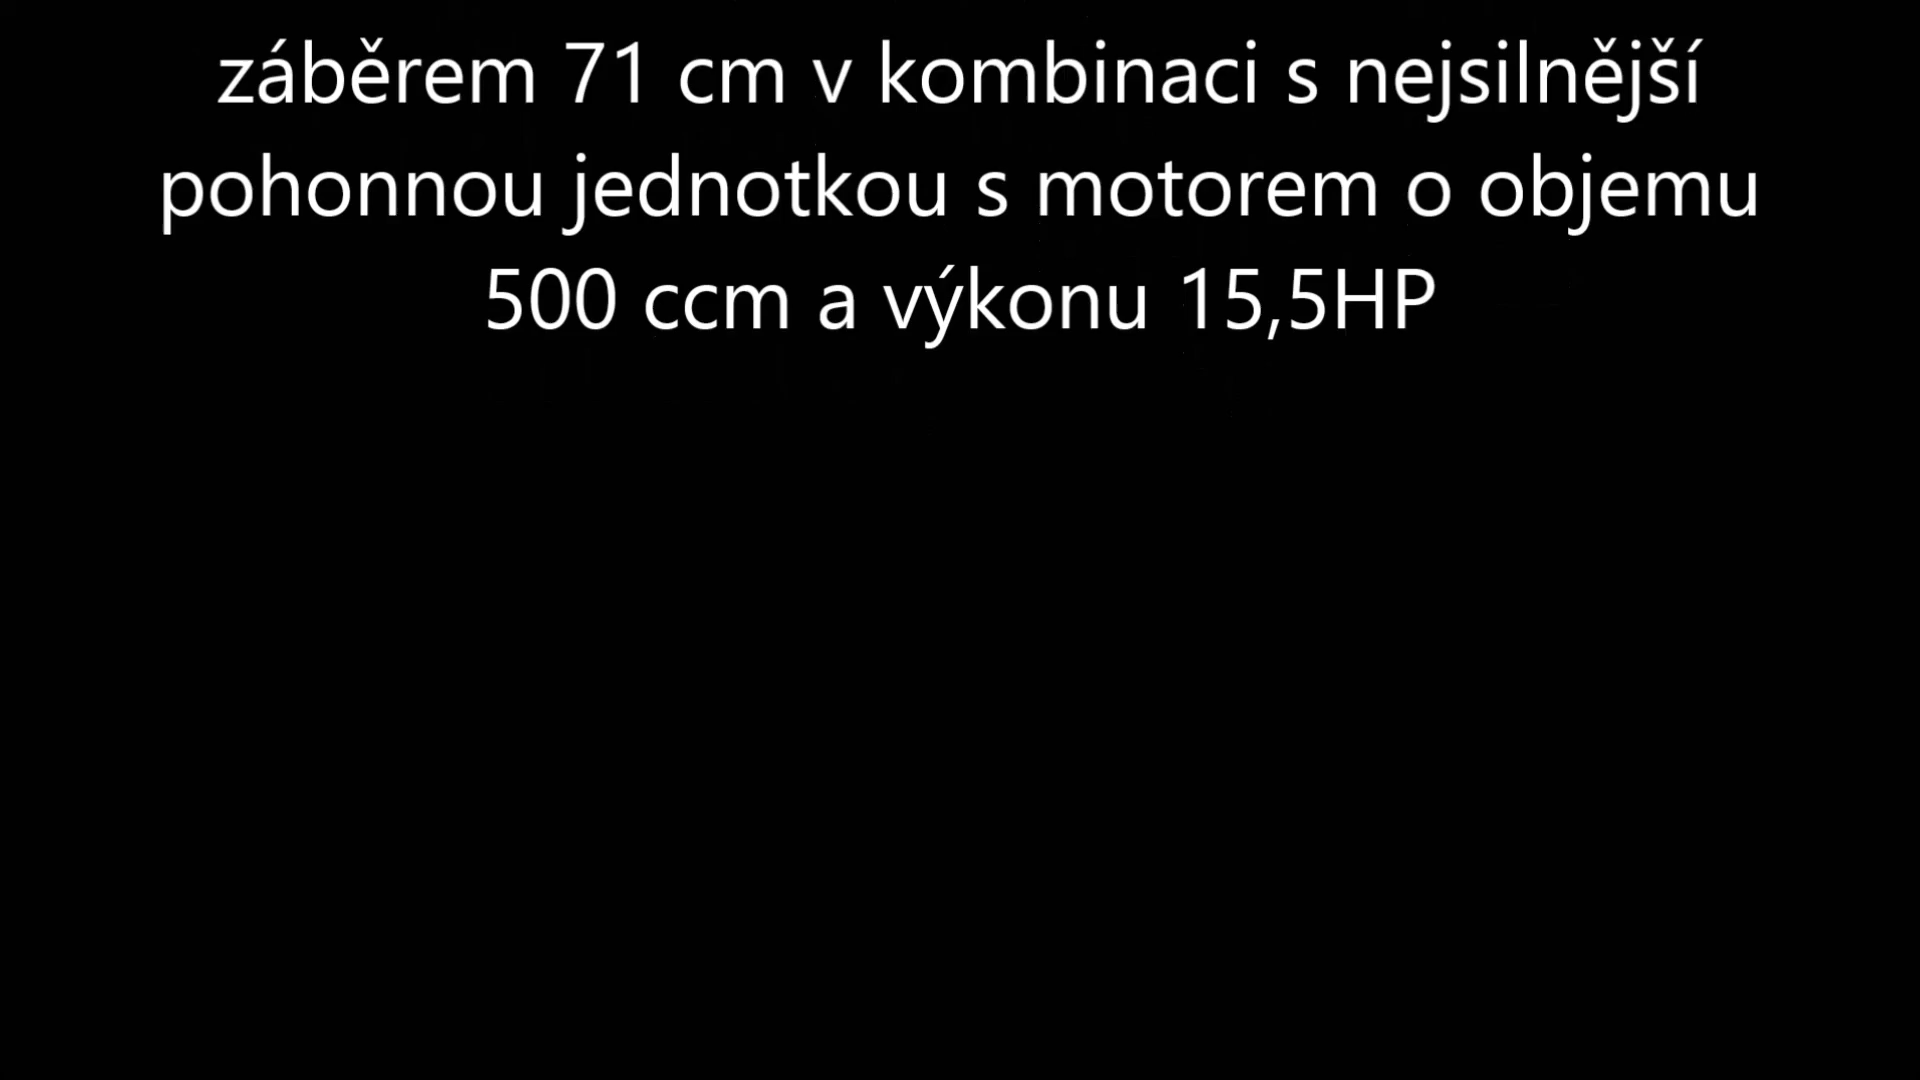 záběrem 71 cm v kombinaci s nejsilnější
pohonnou jednotkou s motorem o objemu
500 ccm a výkonu 15,5HP